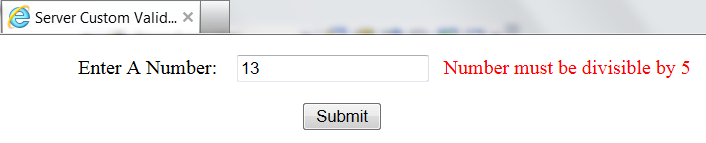 Server Custom Valid...
Enter A Number: 13 Number must be divisible by 5
Submit